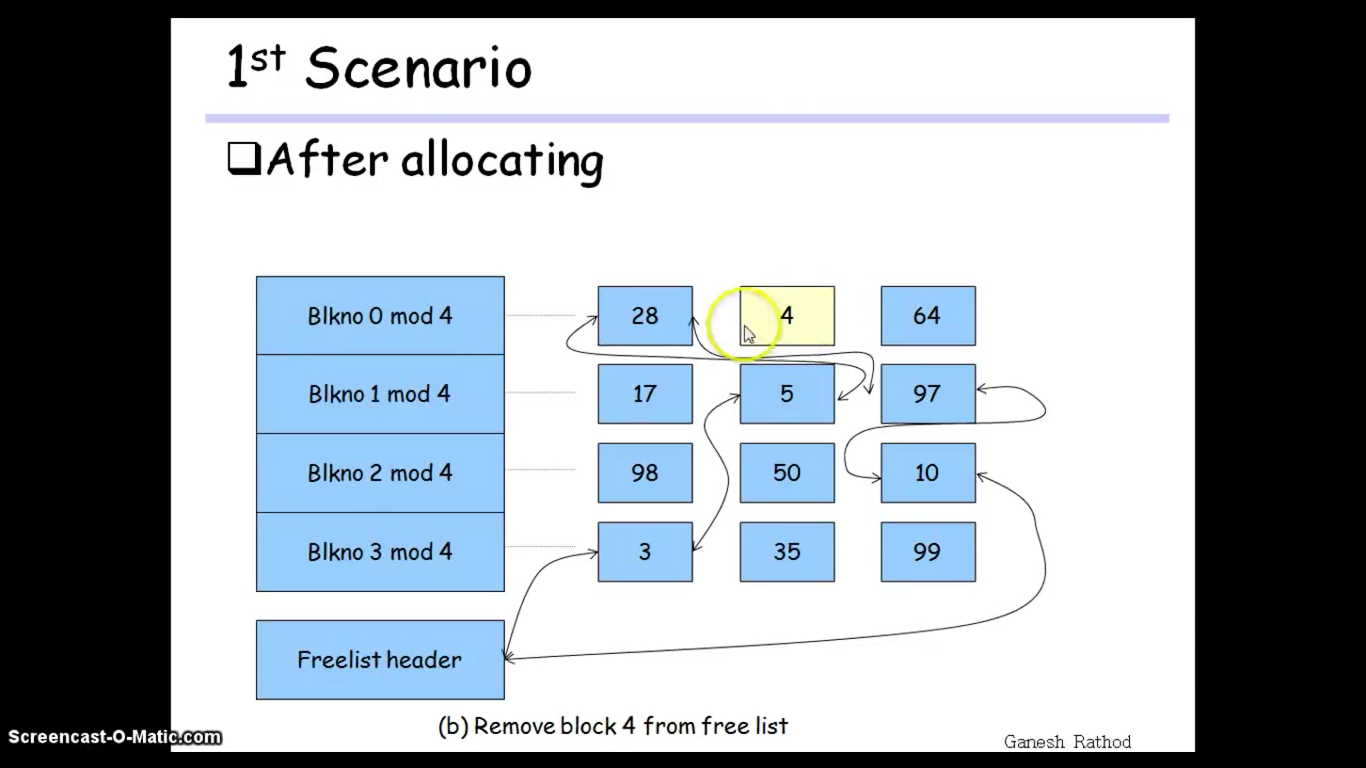 1st Scenario
❑After allocating
Blkno 0 mod 4
28
4
64
Blkno 1 mod 4
17
5
97
Blkno 2 mod 4
98
50
10
Blkno 3 mod 4
3
35
99
Freelist header
(b) Remove block 4 from free list
Screencast-O-Matic.com
Ganesh Rathod